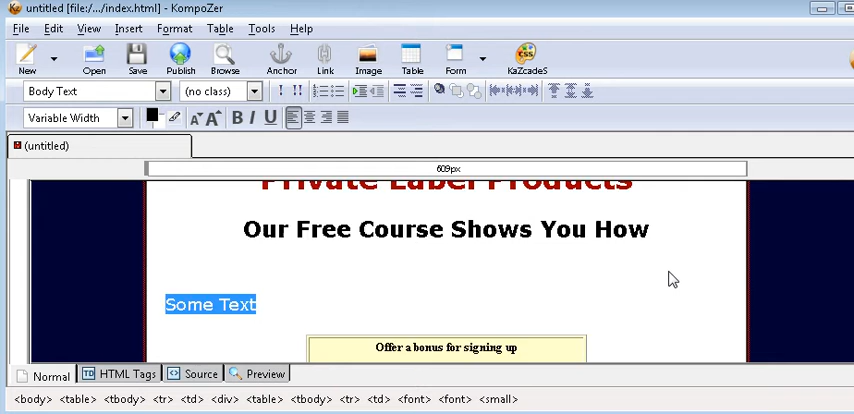 untitled [file:/.../index.html] - KompoZer
File Edit View Insert Format Table Tools Help
New Open Save Publish Browse Anchor Link Image Table Form KaZcadeS
Body Text (no class)
Variable Width
(untitled)
609px
Private Label Products
Our Free Course Shows You How
Some Text
Offer a bonus for signing up
Normal HTML Tags Source Preview
<body> <table> <tbody> <tr> <td> <div> <table> <tbody> <tr> <td> <font> <font> <small>